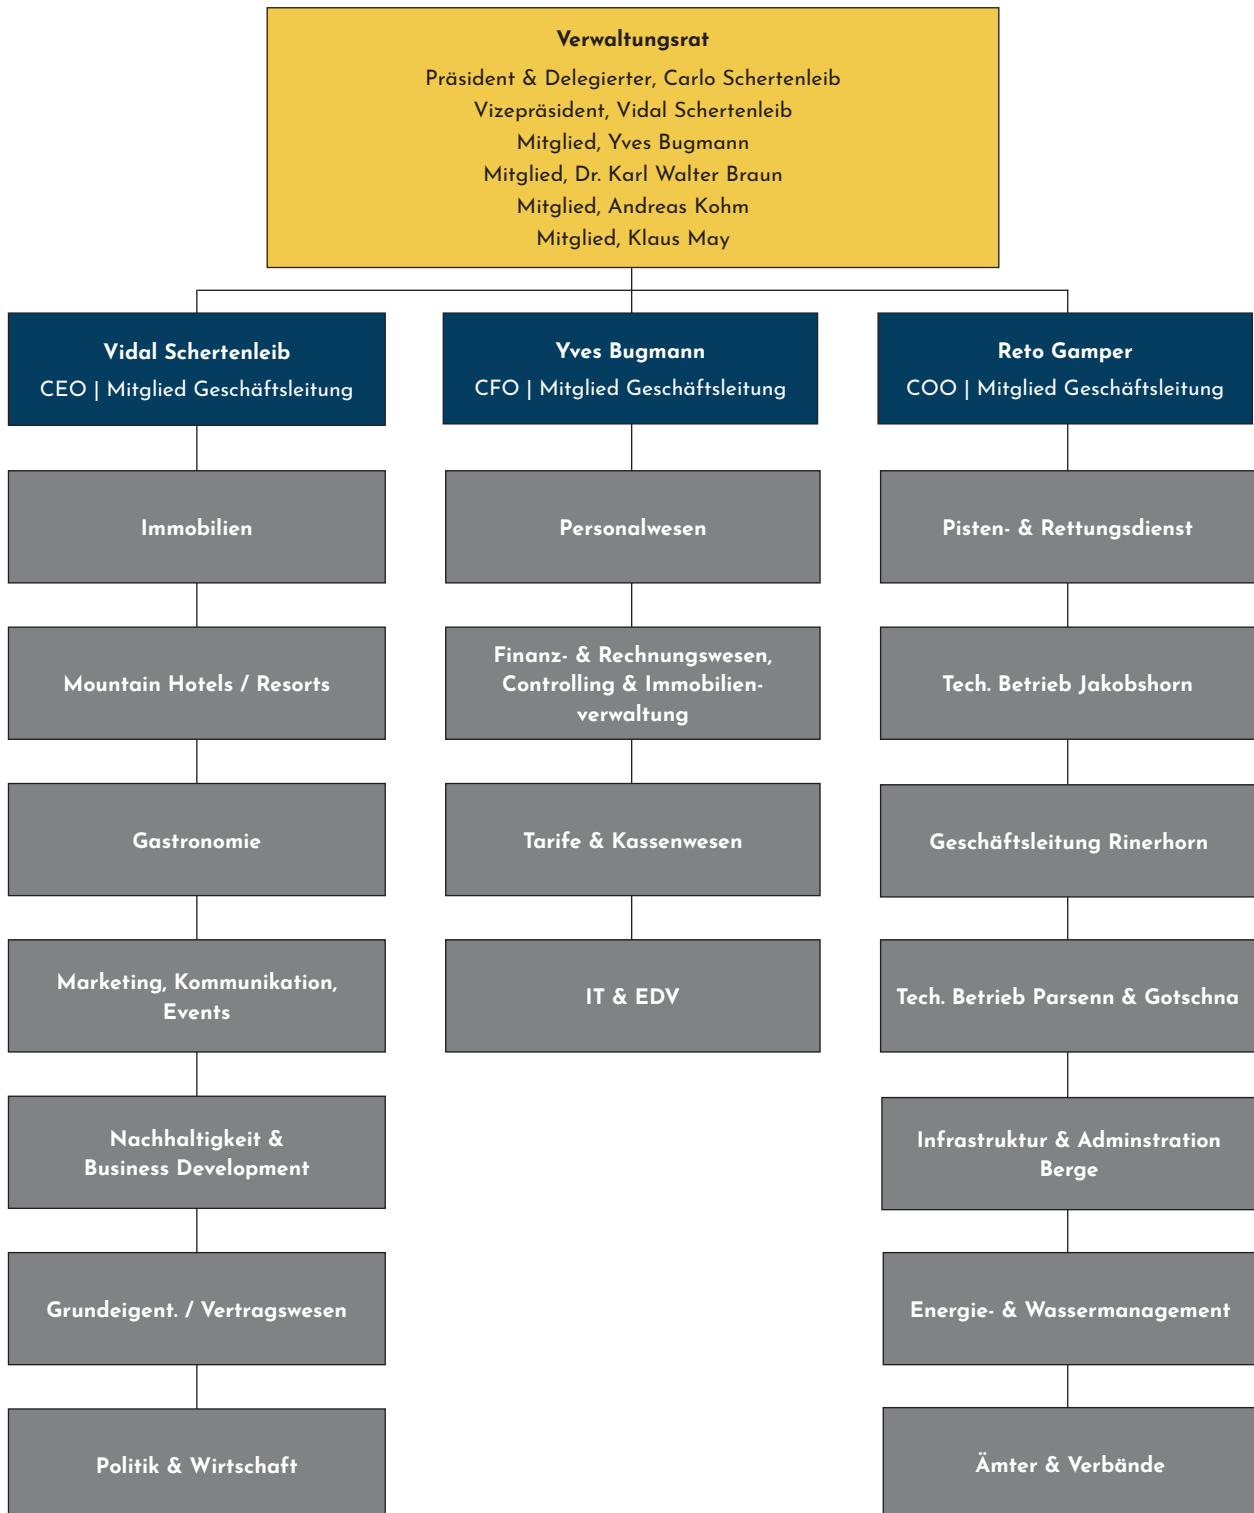 Verwaltungsrat
Präsident & Delegierter, Carlo Schertenleib
Vizepräsident, Vidal Schertenleib
Mitglied, Yves Bugmann
Mitglied, Dr. Karl Walter Braun
Mitglied, Andreas Kohm
Mitglied, Klaus May
Vidal Schertenleib
CEO | Mitglied Geschäftsleitung
Immobilien
Mountain Hotels / Resorts
Gastronomie
Marketing, Kommunikation,
Events
Nachhaltigkeit &
Business Development
Grundeigent. / Vertragswesen
Politik & Wirtschaft
Yves Bugmann
CFO | Mitglied Geschäftsleitung
Personalwesen
Finanz- & Rechnungswesen,
Controlling & Immobilien-
verwaltung
Tarife & Kassenwesen
IT & EDV
Reto Gamper
COO | Mitglied Geschäftsleitung
Pisten- & Rettungsdienst
Tech. Betrieb Jakobshorn
Geschäftsleitung Rinerhorn
Tech. Betrieb Parsenn & Gotschna
Infrastruktur & Adminstration
Berge
Energie- & Wassermanagement
Ämter & Verbände